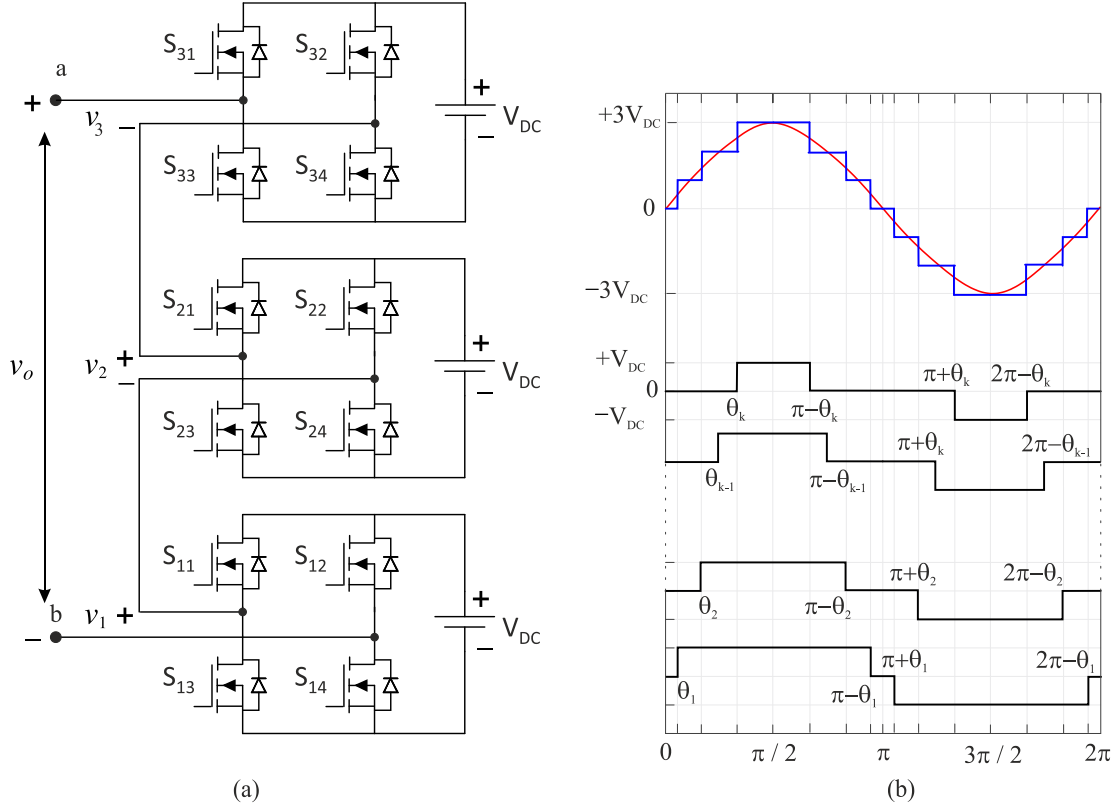 S31 S32
a
+
+
v3
−
VDC
−
S33 S34
S21 S22
+
+
v2
−
VDC
−
vo
S23 S24
S11 S12
+
b
v1 +
VDC
−
−
S13 S14
(a)
+3VDC
0
−3VDC
+VDC
0
−VDC
π+θk 2π−θk
θk π−θk
π+θk 2π−θk-1
θk-1 π−θk-1
π+θ2 2π−θ2
θ2 π−θ2
π+θ1 2π−θ1
θ1 π−θ1
0 π / 2 π 3π / 2 2π
(b)